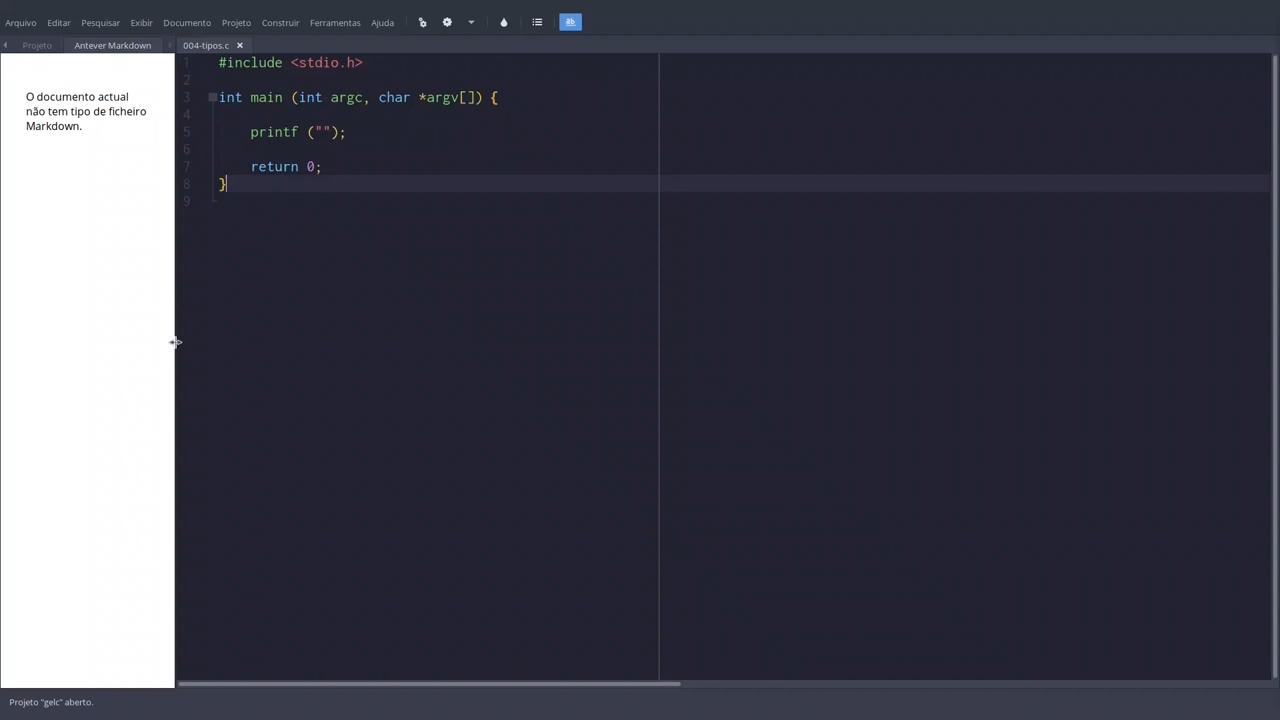 Arquivo Editar Pesquisar Exibir Documento Projeto Construir Ferramentas Ajuda ab
Projeto Antever Markdown 004-tipos.c ×
O documento actual
não tem tipo de ficheiro
Markdown.
1 #include <stdio.h>
2
3 int main (int argc, char *argv[]) {
4
5 printf ("");
6
7 return 0;
8 }
9
Projeto "gelc" aberto.